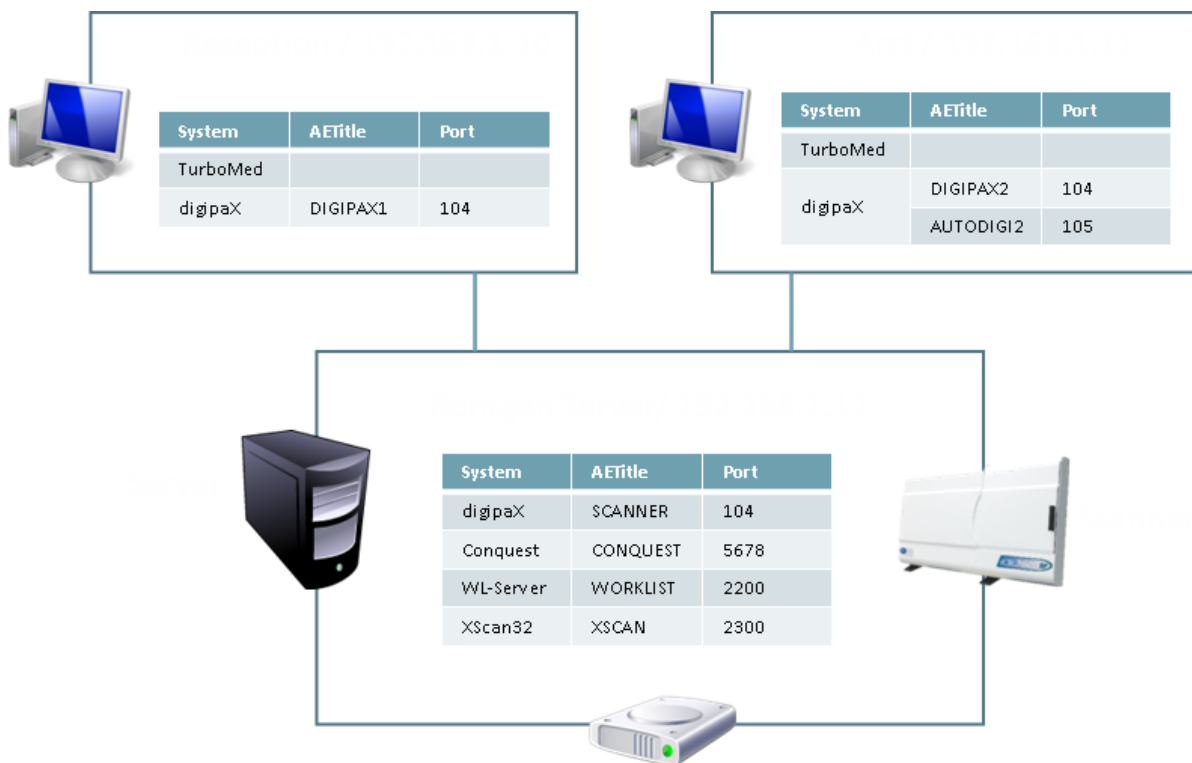 System AETitle Port
TurboMed
digipaX DIGIPAX1 104
System AETitle Port
TurboMed
digipaX
DIGIPAX2 104
AUTODIGI2 105
System AETitle Port
digipaX SCANNER 104
Conquest CONQUEST 5678
WL-Server WORKLIST 2200
XScan32 XSCAN 2300